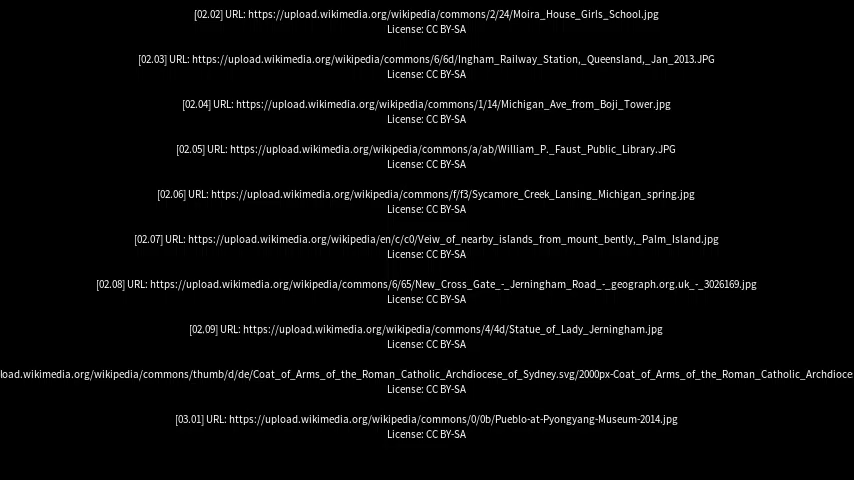 [02.02] URL: https://upload.wikimedia.org/wikipedia/commons/2/24/Moira_House_Girls_School.jpg
License: CC BY-SA
[02.03] URL: https://upload.wikimedia.org/wikipedia/commons/6/6d/Ingham_Railway_Station,_Queensland,_Jan_2013.JPG
License: CC BY-SA
[02.04] URL: https://upload.wikimedia.org/wikipedia/commons/1/14/Michigan_Ave_from_Boji_Tower.jpg
License: CC BY-SA
[02.05] URL: https://upload.wikimedia.org/wikipedia/commons/a/ab/William_P._Faust_Public_Library.JPG
License: CC BY-SA
[02.06] URL: https://upload.wikimedia.org/wikipedia/commons/f/f3/Sycamore_Creek_Lansing_Michigan_spring.jpg
License: CC BY-SA
[02.07] URL: https://upload.wikimedia.org/wikipedia/en/c/c0/Veiw_of_nearby_islands_from_mount_bently,_Palm_Island.jpg
License: CC BY-SA
[02.08] URL: https://upload.wikimedia.org/wikipedia/commons/6/65/New_Cross_Gate_-_Jerningham_Road_-_geograph.org.uk_-_3026169.jpg
License: CC BY-SA
[02.09] URL: https://upload.wikimedia.org/wikipedia/commons/4/4d/Statue_of_Lady_Jerningham.jpg
License: CC BY-SA
load.wikimedia.org/wikipedia/commons/thumb/d/de/Coat_of_Arms_of_the_Roman_Catholic_Archdiocese_of_Sydney.svg/2000px-Coat_of_Arms_of_the_Roman_Catholic_Archdioce
License: CC BY-SA
[03.01] URL: https://upload.wikimedia.org/wikipedia/commons/0/0b/Pueblo-at-Pyongyang-Museum-2014.jpg
License: CC BY-SA